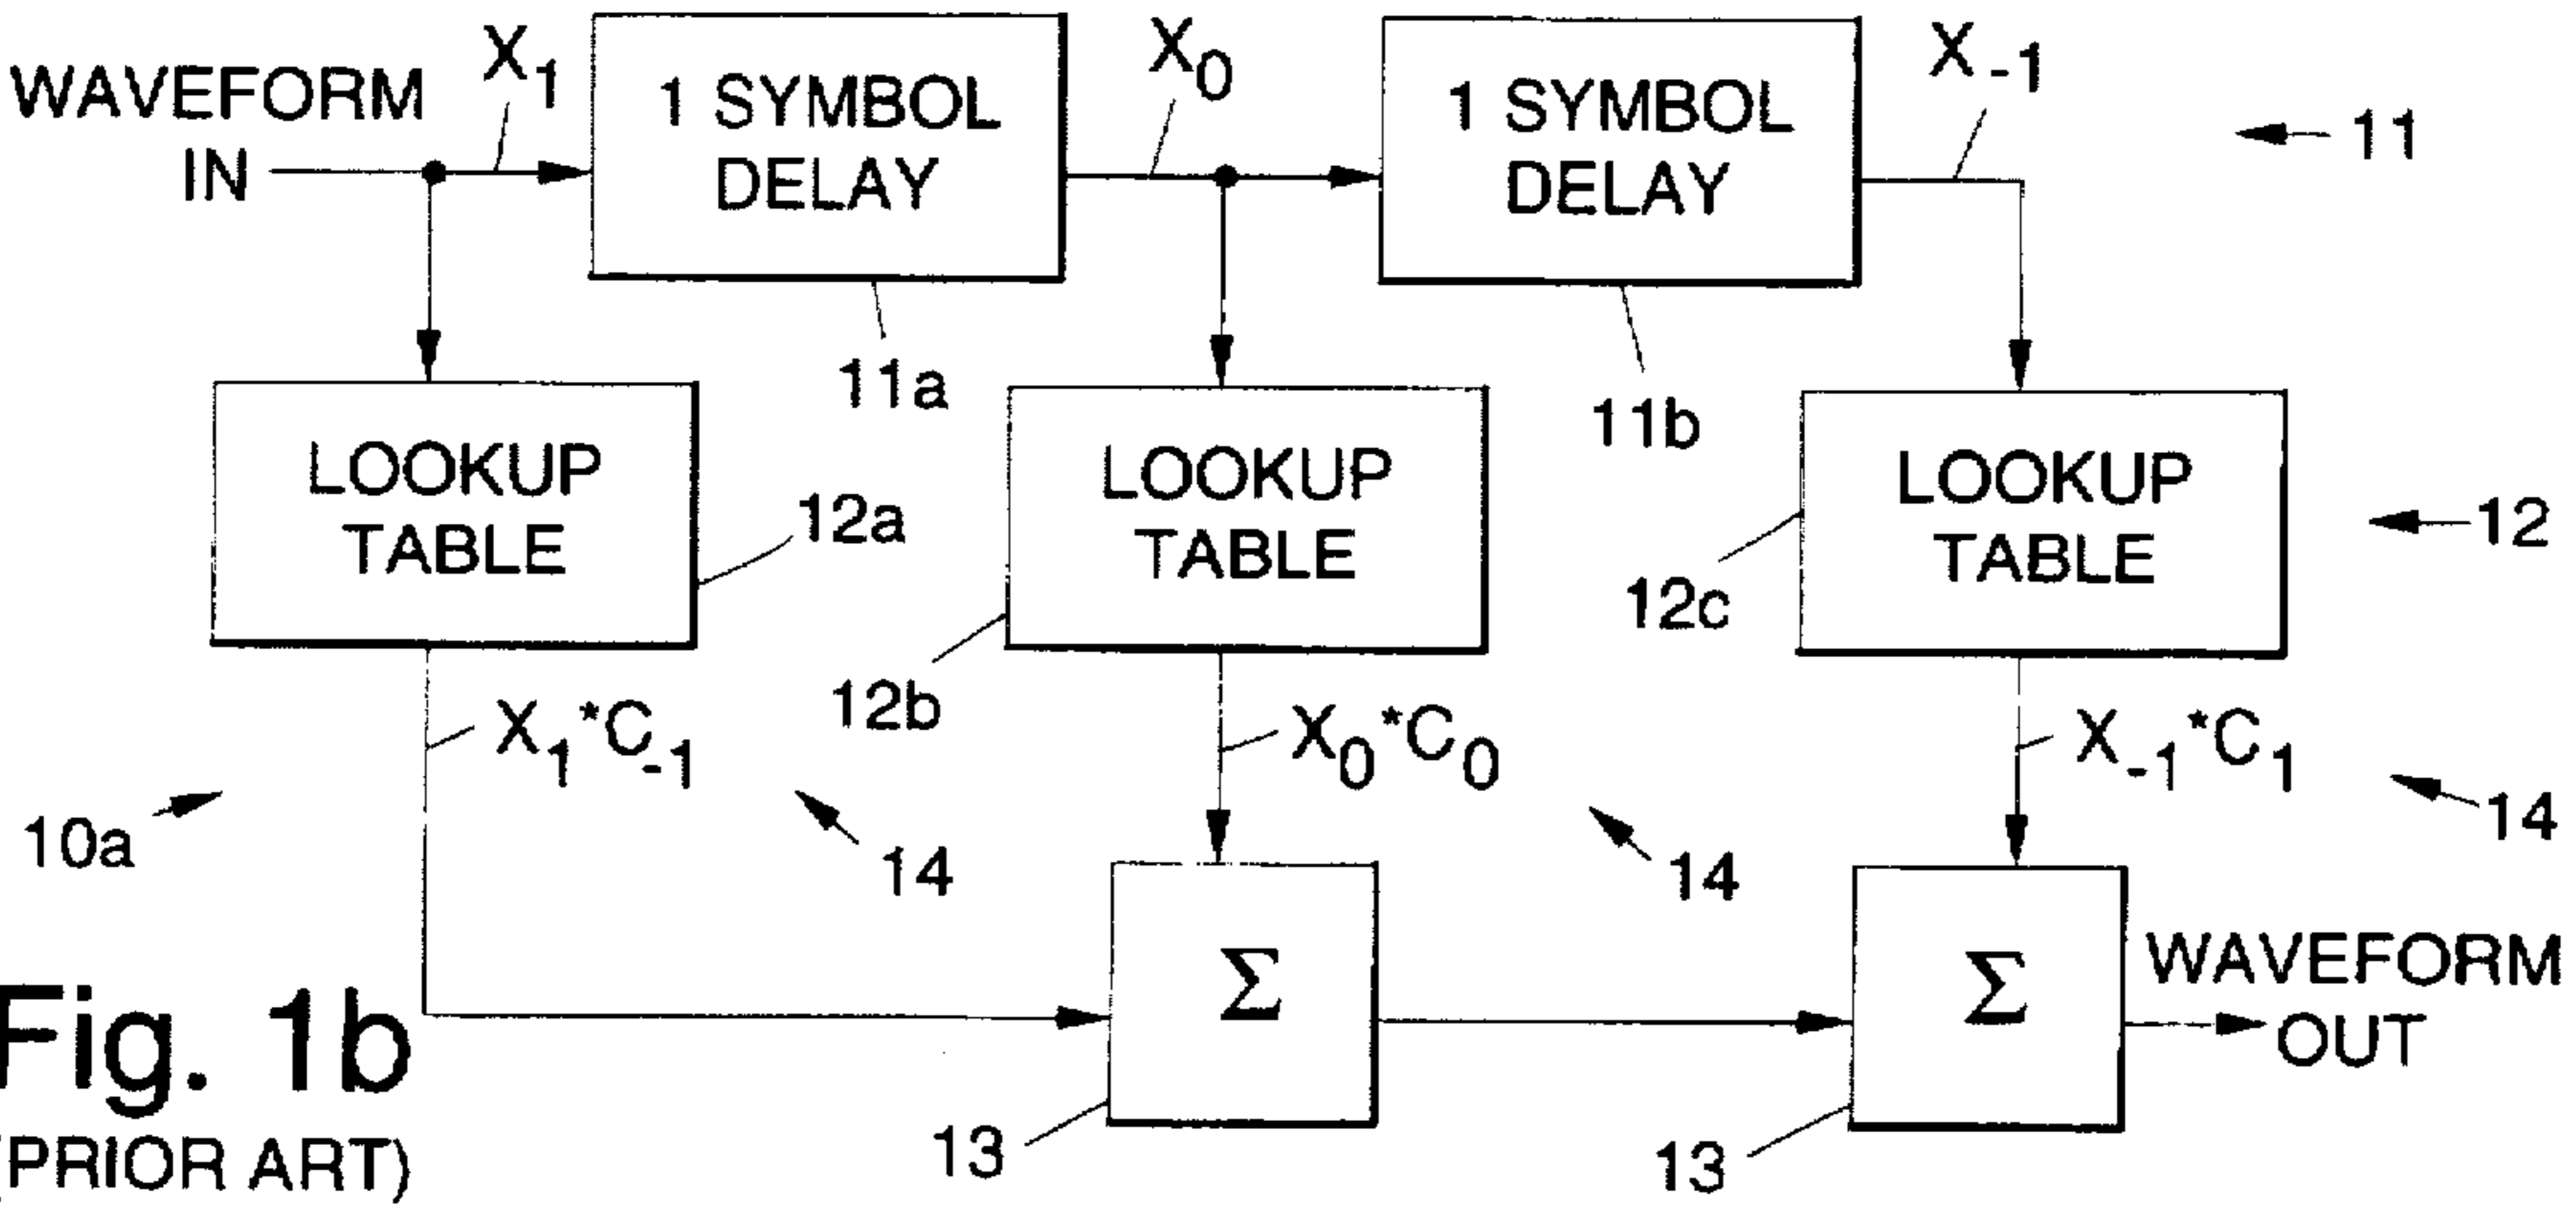 WAVEFORM
IN
X1
1 SYMBOL
DELAY
X0
1 SYMBOL
DELAY
X-1
11
11a
11b
LOOKUP
TABLE
12a
LOOKUP
TABLE
12b
LOOKUP
TABLE
12c
12
X1*C-1
X0*C0
X-1*C1
10a
14
14
14
Σ
Σ
WAVEFORM
OUT
13
13
Fig. 1b
(PRIOR ART)